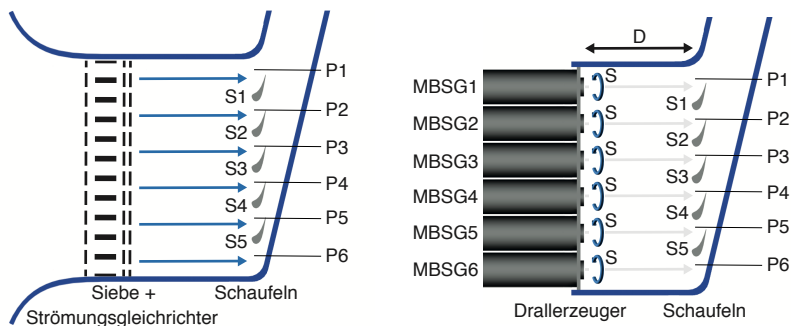 P1
S1
P2
S2
P3
S3
P4
S4
P5
S5
P6
Siebe +
Schaufeln
Strömungsgleichrichter
D
MBSG1
S
P1
S1
MBSG2
S
P2
S2
MBSG3
S
P3
S3
MBSG4
S
P4
S4
MBSG5
S
P5
S5
MBSG6
S
P6
Drallerzeuger
Schaufeln